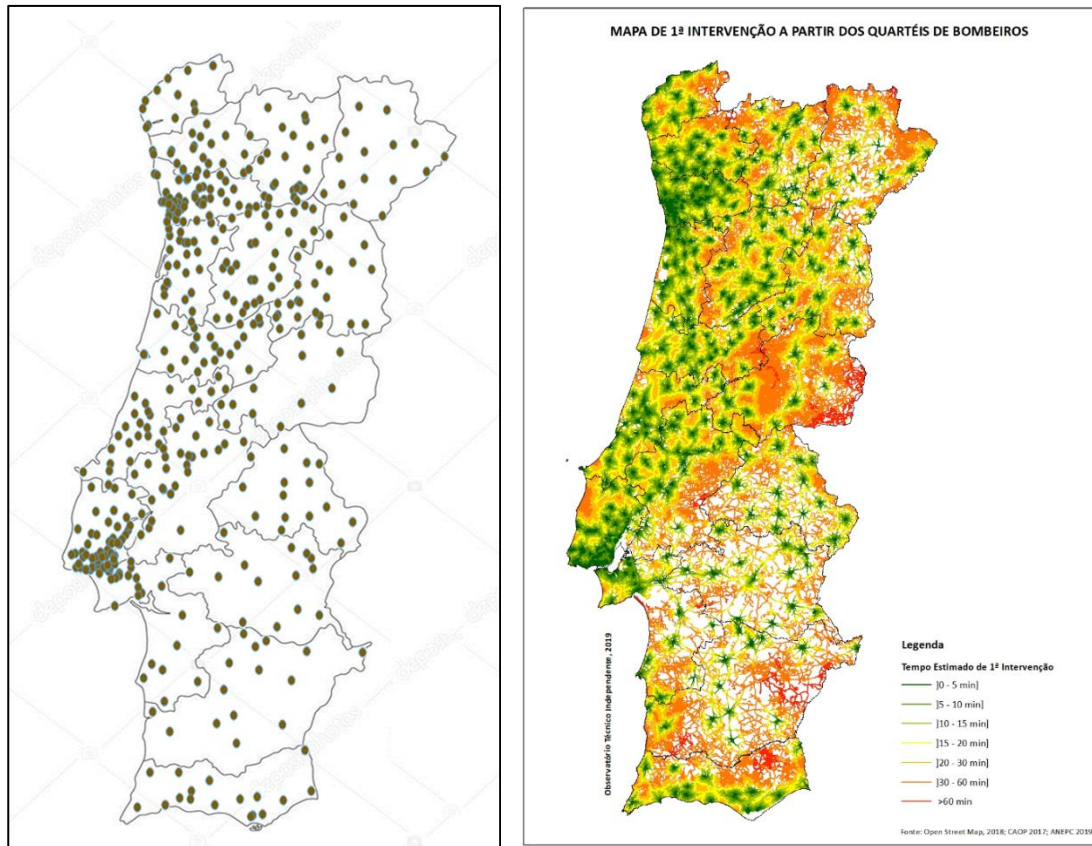 depositphotos
MAPA DE 1ª INTERVENÇÃO A PARTIR DOS QUARTÉIS DE BOMBEIROS
Observatório Técnico Independente, 2019
Legenda
Tempo Estimado de 1ª Intervenção
]0 - 5 min]
]5 - 10 min]
]10 - 15 min]
]15 - 20 min]
]20 - 30 min]
]30 - 60 min]
>60 min
Fonte: Open Street Map, 2018; CAOP 2017; ANEPC 2019